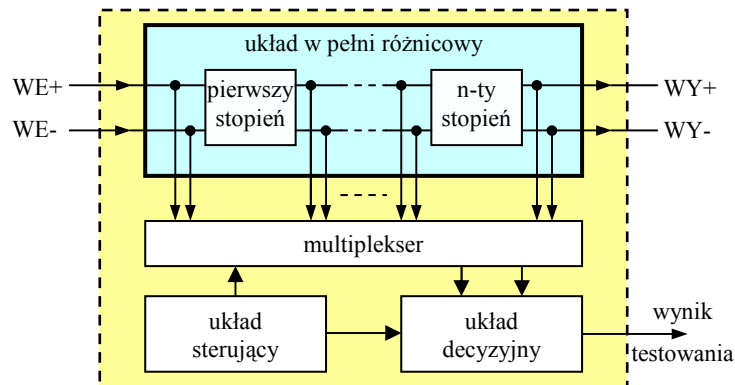 układ w pełni różnicowy
WE+
pierwszy
stopień
n-ty
stopień
WY+
WE-
WY-
multiplekser
układ
sterujący
układ
decyzyjny
wynik
testowania